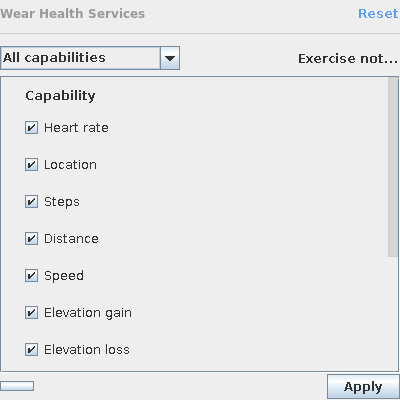 Wear Health Services
Reset
All capabilities
Exercise not...
Capability
Heart rate
Location
Steps
Distance
Speed
Elevation gain
Elevation loss
Apply